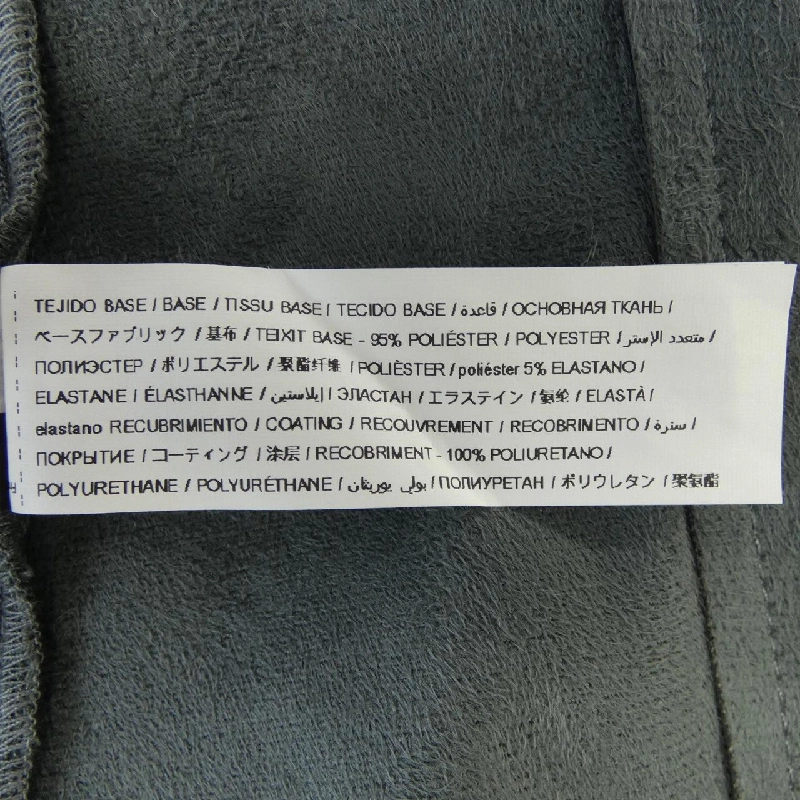 TEJIDO BASE / BASE / TISSU BASE / TECIDO BASE / قاعدة / ОСНОВНАЯ ТКАНЬ /
ベースファブリック / 基布 / TEIXIT BASE - 95% POLIÉSTER / POLYESTER / متعدد الإستر /
ПОЛИЭСТЕР / ポリエステル / 聚酯纤维 / POLIÈSTER / poliéster 5% ELASTANO /
ELASTANE / ÉLASTHANNE / إيلاستين / ЭЛАСТАН / エラステイン / 氨纶 / ELASTÀ /
elastano RECUBRIMIENTO / COATING / RECOUVREMENT / RECOBRIMENTO / سترة /
ПОКРЫТИЕ / コーティング / 涂层 / RECOBRIMENT - 100% POLIURETANO /
POLYURETHANE / POLYURÉTHANE / بولي يوريثان / ПОЛИУРЕТАН / ポリウレタン / 聚氨酯